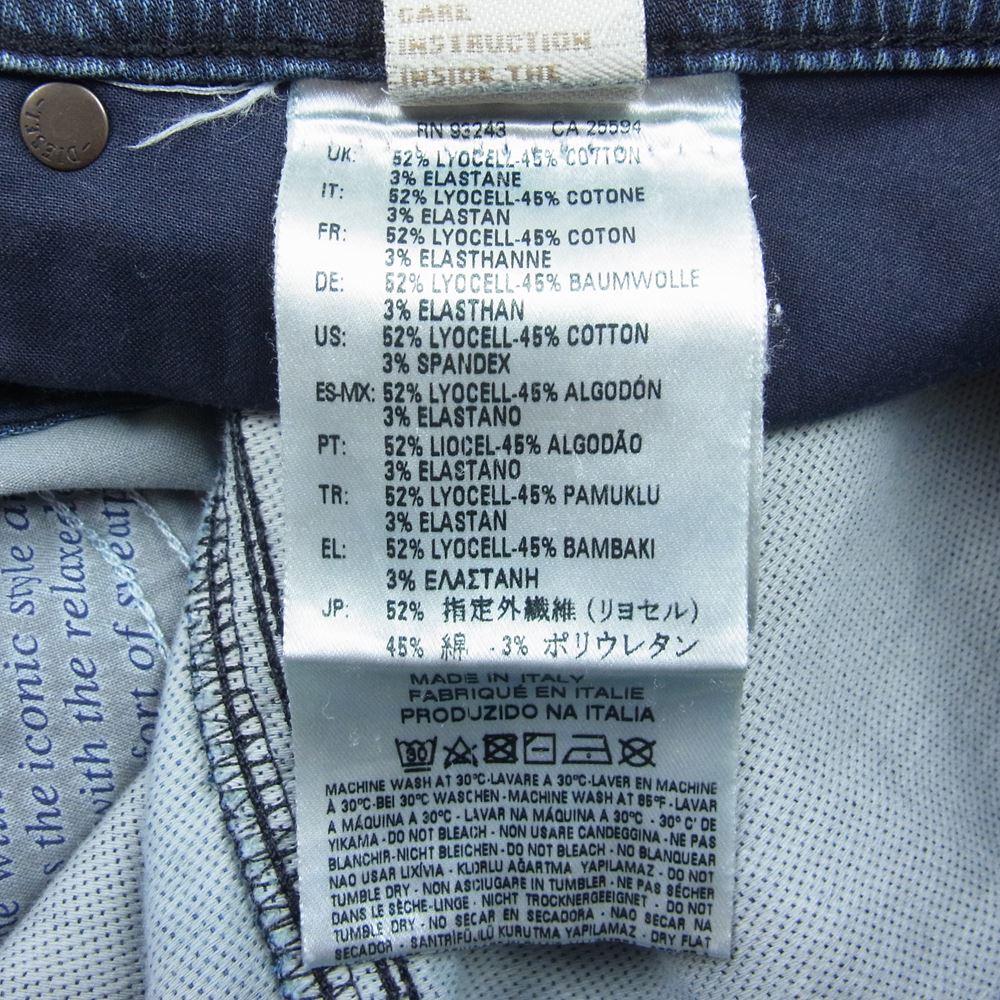 CARE
INSTRUCTION
INSIDE THE
-DIESEL-
RN 93243 CA 25594
UK: 52% LYOCELL-45% COTTON
3% ELASTANE
IT: 52% LYOCELL-45% COTONE
3% ELASTAN
FR: 52% LYOCELL-45% COTON
3% ELASTHANNE
DE: 52% LYOCELL-45% BAUMWOLLE
3% ELASTHAN
US: 52% LYOCELL-45% COTTON
3% SPANDEX
ES-MX: 52% LYOCELL-45% ALGODÓN
3% ELASTANO
PT: 52% LIOCEL-45% ALGODÃO
3% ELASTANO
TR: 52% LYOCELL-45% PAMUKLU
3% ELASTAN
EL: 52% LYOCELL-45% BAMBAKI
3% ΕΛΑΣΤΑΝΗ
JP: 52% 指定外繊維 (リヨセル)
45% 綿 - 3% ポリウレタン
MADE IN ITALY
FABRIQUÉ EN ITALIE
PRODUZIDO NA ITALIA
30
MACHINE WASH AT 30°C-LAVARE A 30°C-LAVER EN MACHINE
À 30°C-BEI 30°C WASCHEN-MACHINE WASH AT 85°F-LAVAR
A MÁQUINA A 30°C - LAVAR NA MÁQUINA A 30°C - 30° C' DE
YIKAMA - DO NOT BLEACH - NON USARE CANDEGGINA - NE PAS
BLANCHIR-NICHT BLEICHEN-DO NOT BLEACH - NO BLANQUEAR
NAO USAR LIXÍVIA - KLORLU AĞARTMA YAPILAMAZ - DO NOT
TUMBLE DRY - NON ASCIUGARE IN TUMBLER - NE PAS SÉCHER
DANS LE SÈCHE-LINGE - NICHT TROCKNERGEEIGNET - DO NOT
TUMBLE DRY - NO SECAR EN SECADORA - NAO SECAR NA
SECADOR - SANTRİFÜJLÜ KURUTMA YAPILAMAZ - DRY FLAT
the iconic style
with the relaxed
fort of sweat